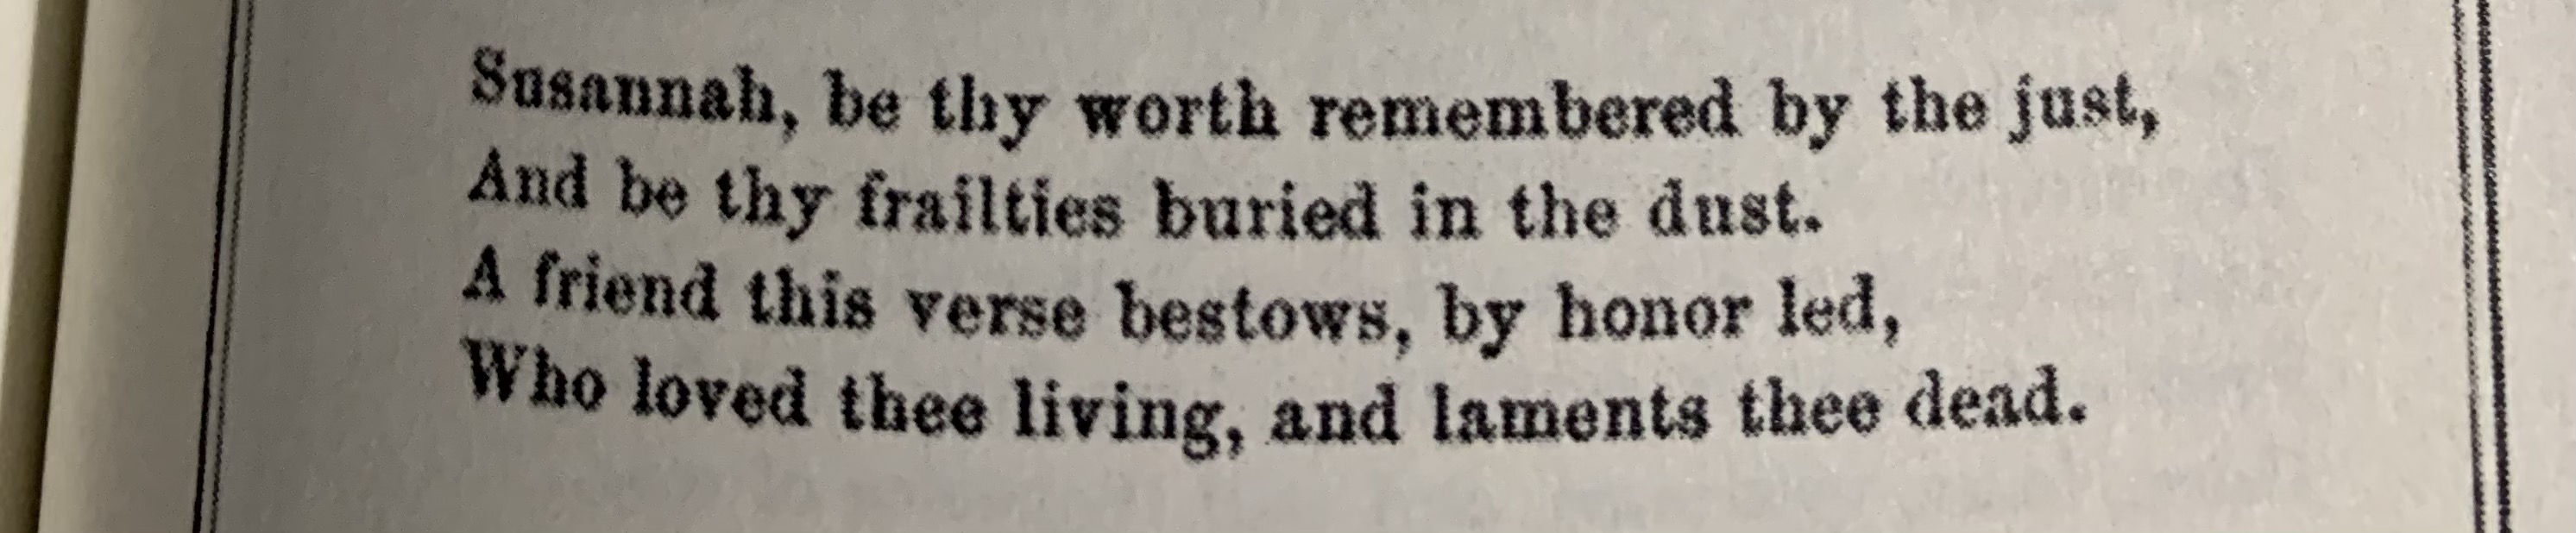 Susannah, be thy worth remembered by the just,
And be thy frailties buried in the dust.
A friend this verse bestows, by honor led,
Who loved thee living, and laments thee dead.